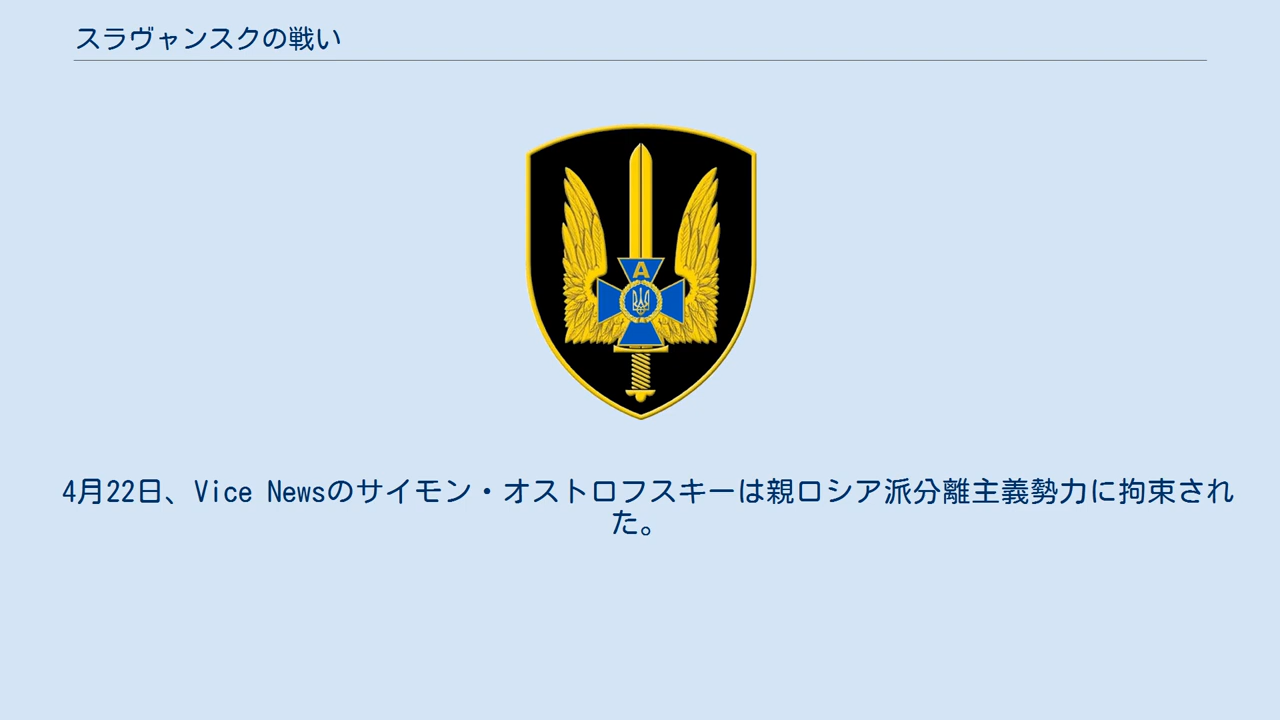 スラヴャンスクの戦い
A
4月22日、Vice Newsのサイモン・オストロフスキーは親ロシア派分離主義勢力に拘束され
た。